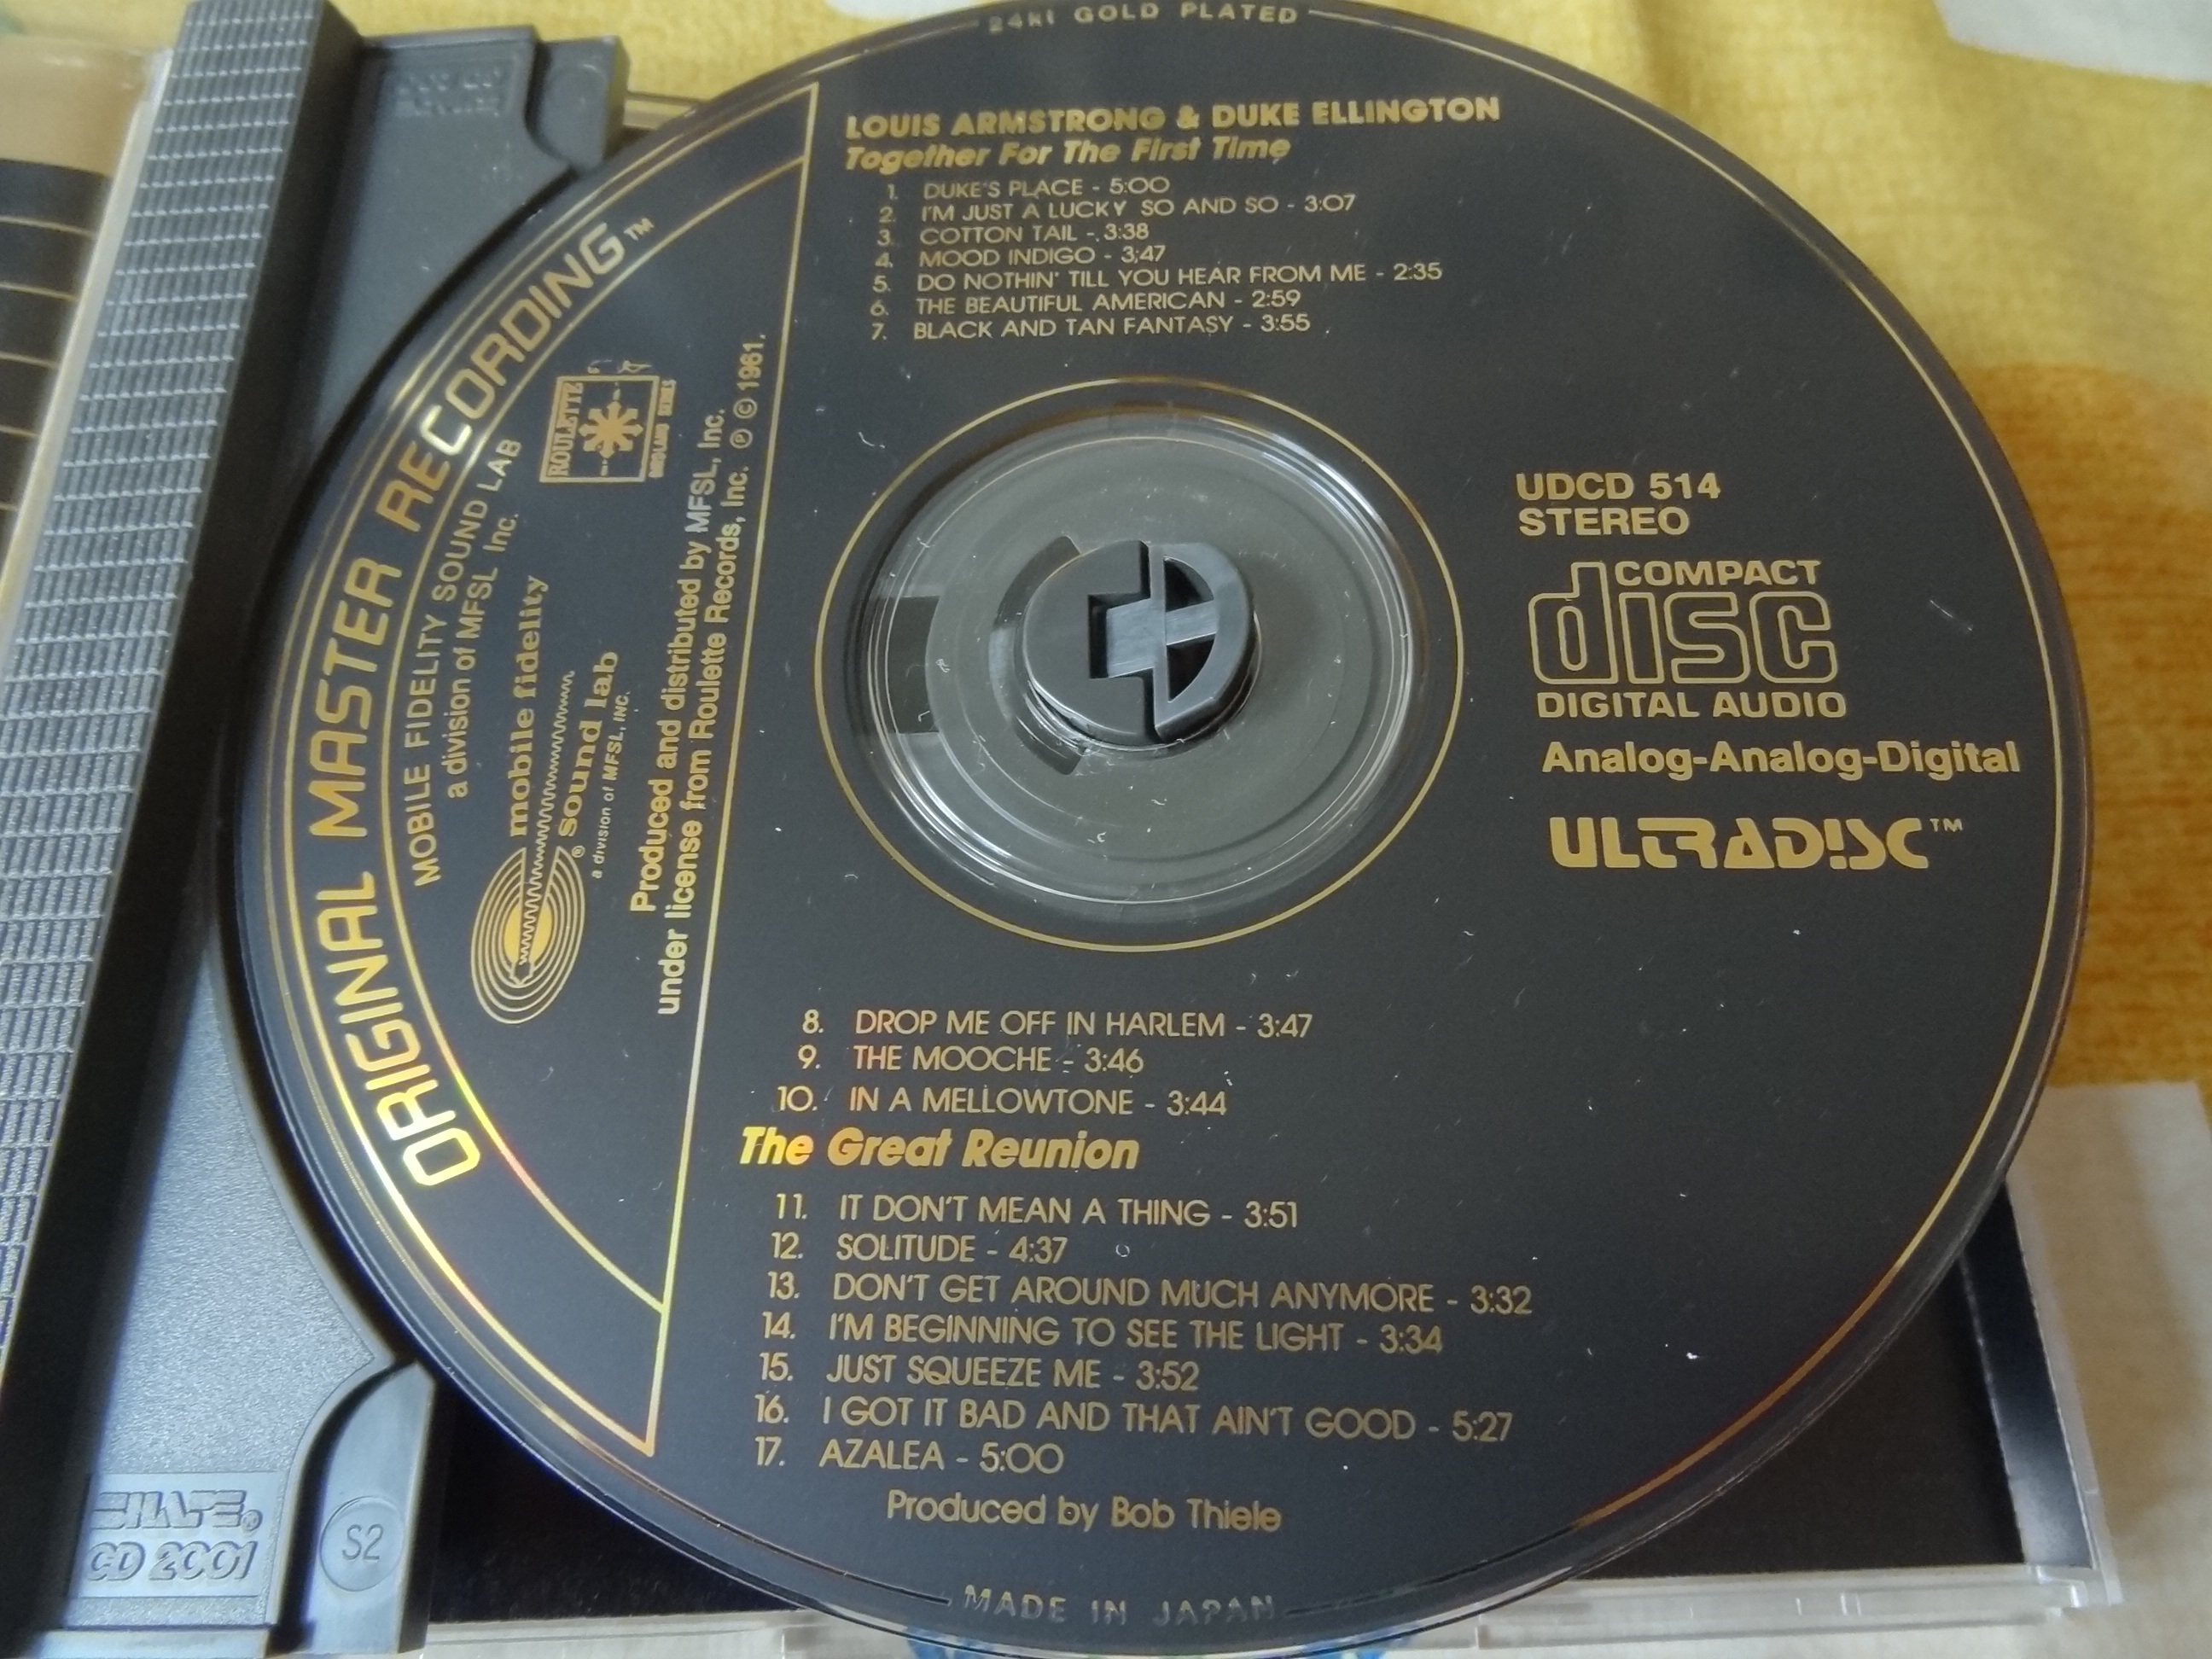 24kt GOLD PLATED
LOUIS ARMSTRONG & DUKE ELLINGTON
Together For The First Time
1. DUKE'S PLACE - 5:00
2. I'M JUST A LUCKY SO AND SO - 3:07
3. COTTON TAIL - 3:38
4. MOOD INDIGO - 3:47
5. DO NOTHIN' TILL YOU HEAR FROM ME - 2:35
6. THE BEAUTIFUL AMERICAN - 2:59
7. BLACK AND TAN FANTASY - 3:55
ORIGINAL MASTER RECORDING™
MOBILE FIDELITY SOUND LAB
a division of MFSL Inc.
mobile fidelity
sound lab
® a division of MFSL, INC.
ROULETTE
BIRDLAND SERIES
Produced and distributed by MFSL, Inc.
under license from Roulette Records, Inc. ℗ © 1961.
UDCD 514
STEREO
COMPACT
disc
DIGITAL AUDIO
Analog-Analog-Digital
ULTRADISC™
8. DROP ME OFF IN HARLEM - 3:47
9. THE MOOCHE - 3:46
10. IN A MELLOWTONE - 3:44
The Great Reunion
11. IT DON'T MEAN A THING - 3:51
12. SOLITUDE - 4:37
13. DON'T GET AROUND MUCH ANYMORE - 3:32
14. I'M BEGINNING TO SEE THE LIGHT - 3:34
15. JUST SQUEEZE ME - 3:52
16. I GOT IT BAD AND THAT AIN'T GOOD - 5:27
17. AZALEA - 5:00
Produced by Bob Thiele
MADE IN JAPAN
CD 2001
S2